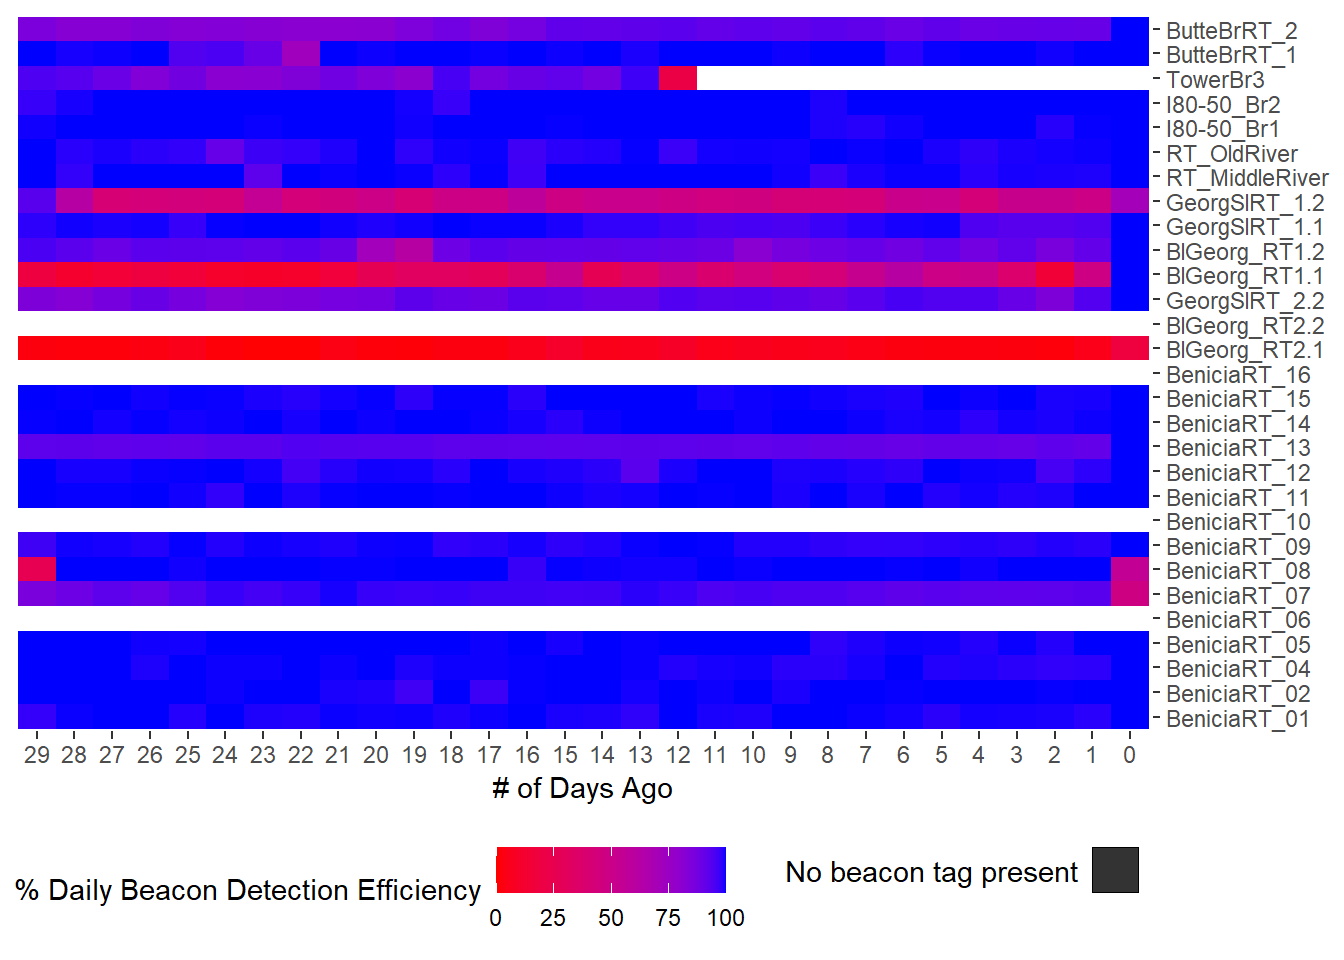 ButteBrRT_2
ButteBrRT_1
TowerBr3
I80-50_Br2
I80-50_Br1
RT_OldRiver
RT_MiddleRiver
GeorgSlRT_1.2
GeorgSlRT_1.1
BlGeorg_RT1.2
BlGeorg_RT1.1
GeorgSlRT_2.2
BlGeorg_RT2.2
BlGeorg_RT2.1
BeniciaRT_16
BeniciaRT_15
BeniciaRT_14
BeniciaRT_13
BeniciaRT_12
BeniciaRT_11
BeniciaRT_10
BeniciaRT_09
BeniciaRT_08
BeniciaRT_07
BeniciaRT_06
BeniciaRT_05
BeniciaRT_04
BeniciaRT_02
BeniciaRT_01
29 28 27 26 25 24 23 22 21 20 19 18 17 16 15 14 13 12 11 10 9 8 7 6 5 4 3 2 1 0
# of Days Ago
% Daily Beacon Detection Efficiency
0 25 50 75 100
No beacon tag present